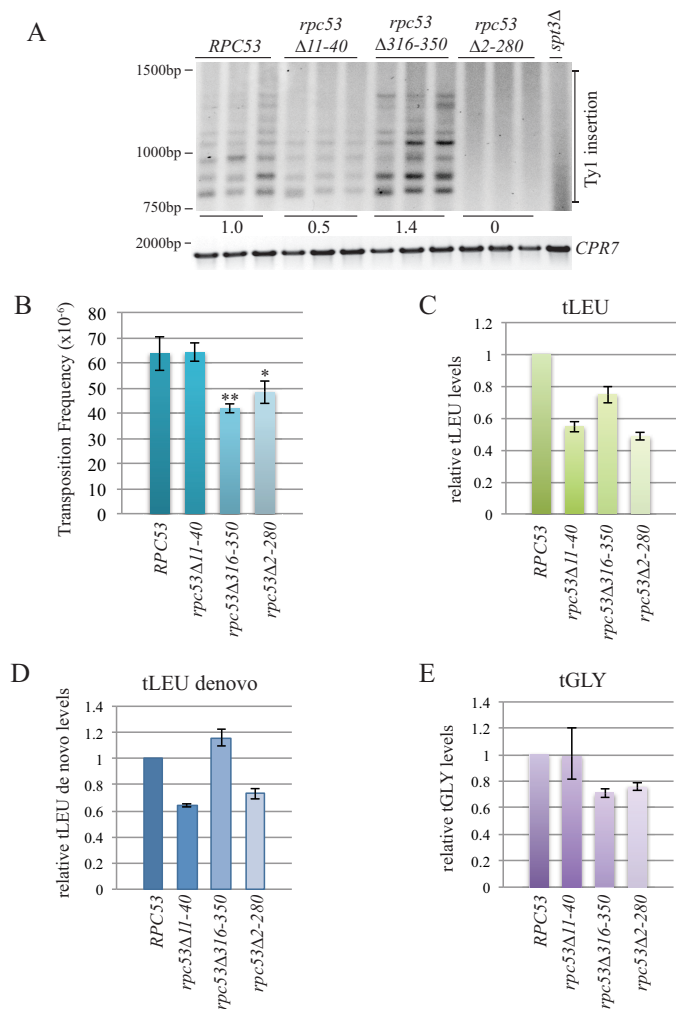 A
RPC53
rpc53
Δ11-40
rpc53
Δ316-350
rpc53
Δ2-280
spt3Δ
1500bp
1000bp
750bp
Ty1 insertion
1.0
0.5
1.4
0
2000bp
CPR7
B
Transposition Frequency (x10⁻⁶)
80
70
60
50
40
30
20
10
0
**
*
RPC53
rpc53Δ11-40
rpc53Δ316-350
rpc53Δ2-280
C
tLEU
relative tLEU levels
1.2
1
0.8
0.6
0.4
0.2
0
RPC53
rpc53Δ11-40
rpc53Δ316-350
rpc53Δ2-280
D
tLEU denovo
relative tLEU de novo levels
1.4
1.2
1
0.8
0.6
0.4
0.2
0
RPC53
rpc53Δ11-40
rpc53Δ316-350
rpc53Δ2-280
E
tGLY
relative tGLY levels
1.4
1.2
1
0.8
0.6
0.4
0.2
0
RPC53
rpc53Δ11-40
rpc53Δ316-350
rpc53Δ2-280